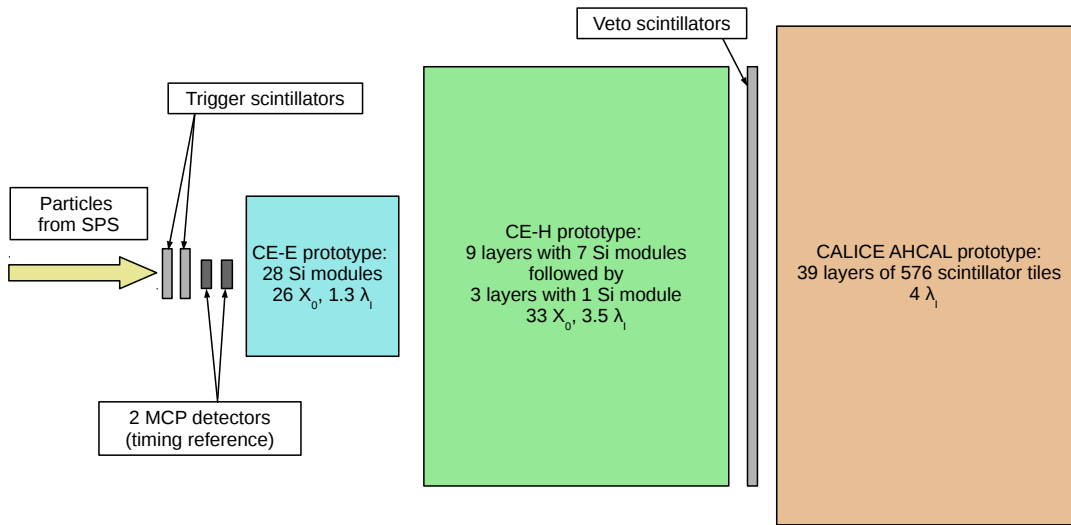 Veto scintillators
Trigger scintillators
Particles
from SPS
CE-E prototype:
28 Si modules
26 X₀, 1.3 λI
CE-H prototype:
9 layers with 7 Si modules
followed by
3 layers with 1 Si module
33 X₀, 3.5 λI
CALICE AHCAL prototype:
39 layers of 576 scintillator tiles
4 λI
2 MCP detectors
(timing reference)